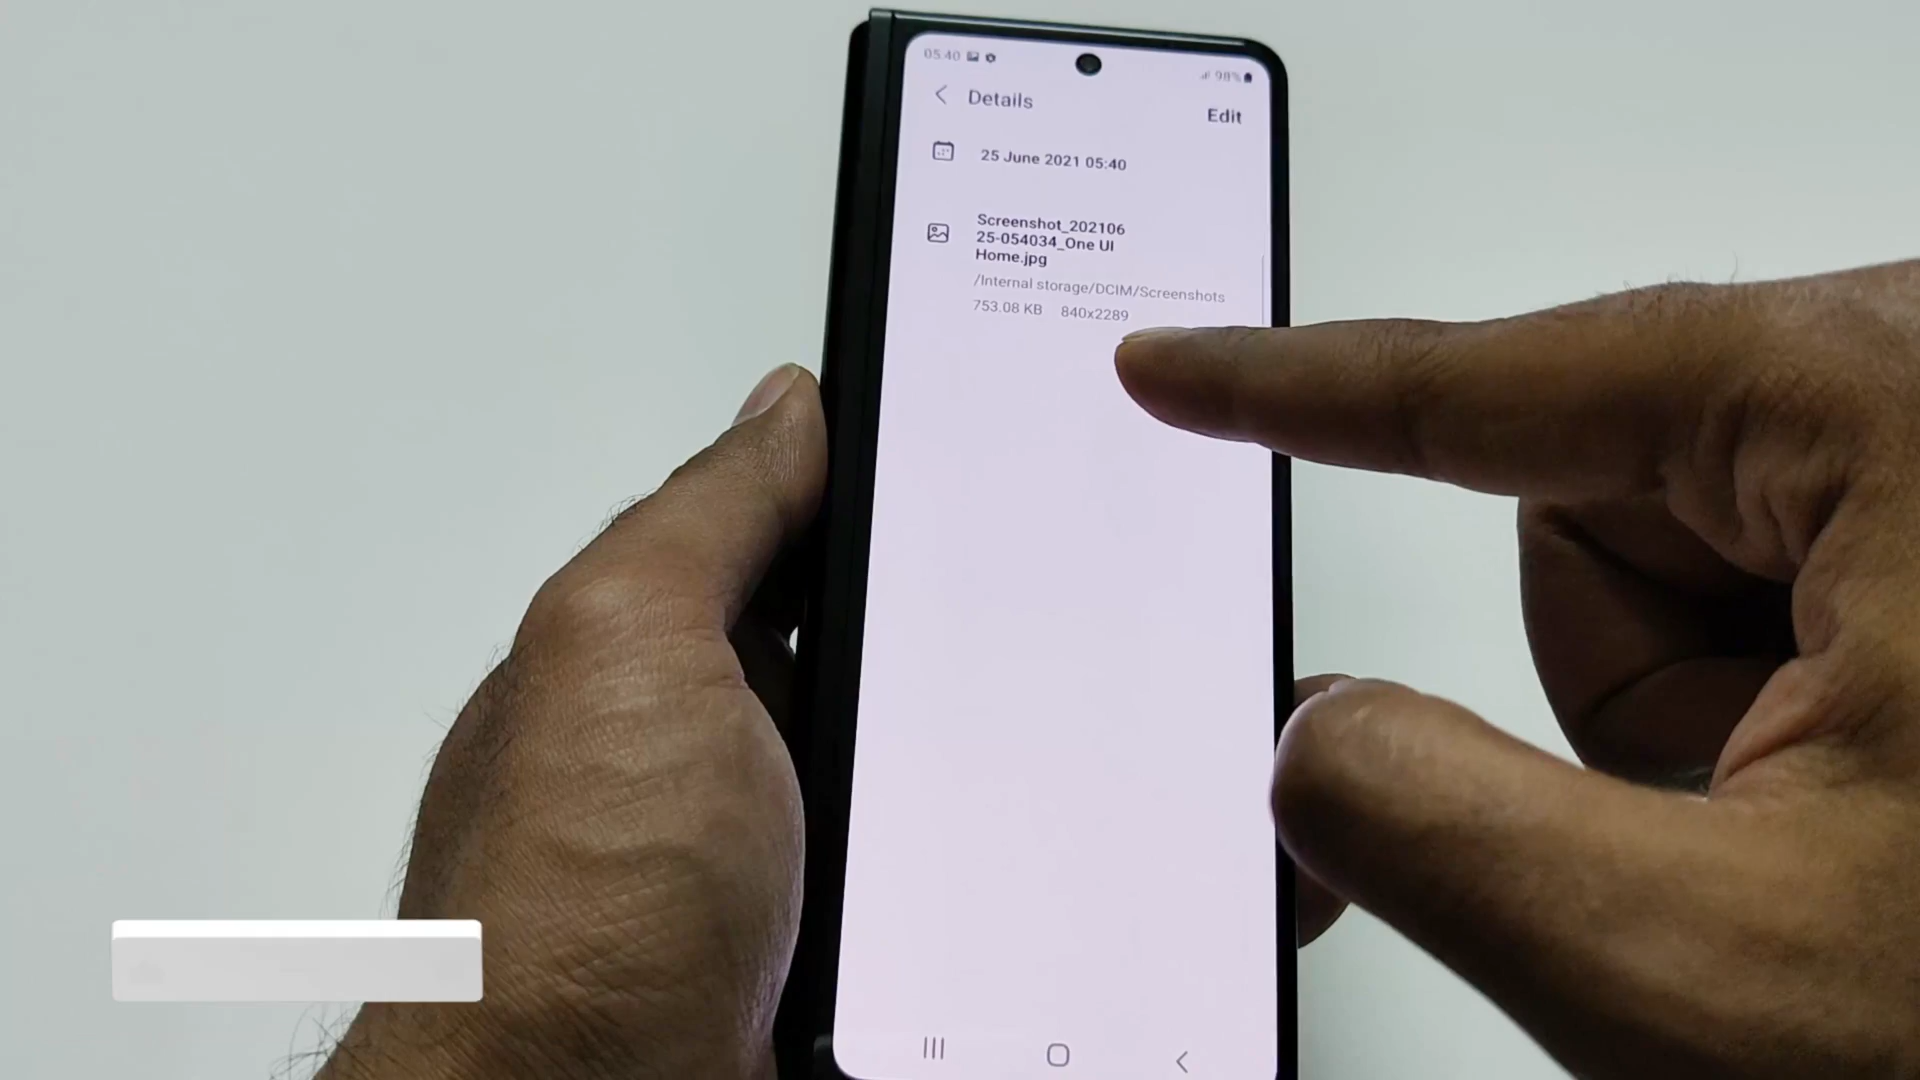 05:40
98%
Details
Edit
25 June 2021 05:40
Screenshot_202106
25-054034_One UI
Home.jpg
/Internal storage/DCIM/Screenshots
753.08 KB 840x2289